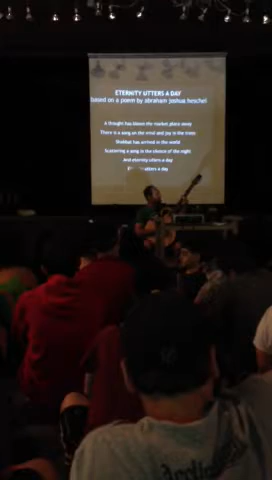 ETERNITY UTTERS A DAY
based on a poem by abraham joshua heschel
A thought has blown the market place away
There is a song in the wind and joy in the trees
Shabbat has arrived in the world
Scattering a song in the silence of the night
And eternity utters a day
utters a day